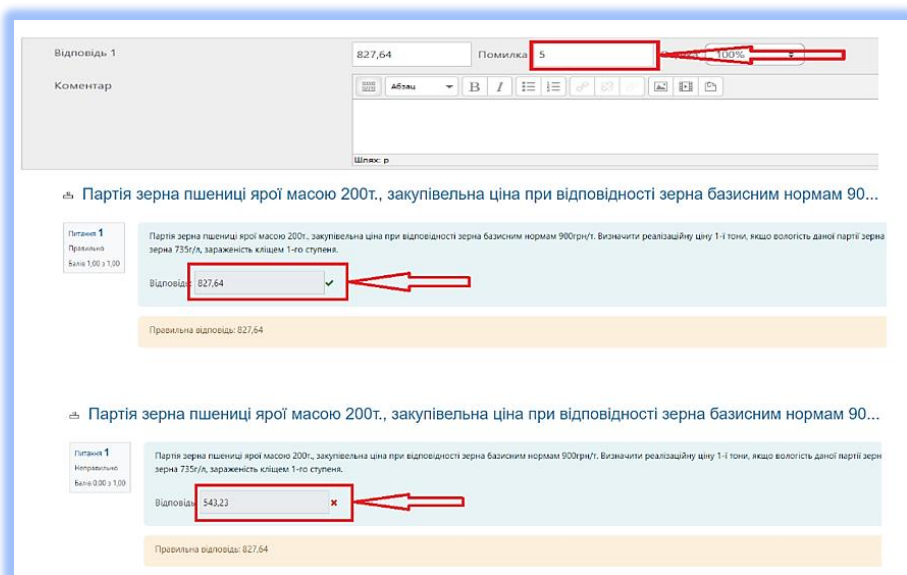 Відповідь 1
827,64
Помилка
5
100%
Коментар
Абзац
B I
Шлях: p
Партія зерна пшениці ярої масою 200т., закупівельна ціна при відповідності зерна базисним нормам 90...
Питання 1
Правильно
Балів 1,00 з 1,00
Партія зерна пшениці ярої масою 200т., закупівельна ціна при відповідності зерна базисним нормам 900грн/т. Визначити реалізаційну ціну 1-ї тони, якщо вологість даної партії зерна
зерна 735г/л, зараженість кліщем 1-го ступеня.
Відповідь: 827,64
Правильна відповідь: 827,64
Партія зерна пшениці ярої масою 200т., закупівельна ціна при відповідності зерна базисним нормам 90...
Питання 1
Неправильно
Балів 0,00 з 1,00
Партія зерна пшениці ярої масою 200т., закупівельна ціна при відповідності зерна базисним нормам 900грн/т. Визначити реалізаційну ціну 1-ї тони, якщо вологість даної партії зерн
зерна 735г/л, зараженість кліщем 1-го ступеня.
Відповідь 543,23
Правильна відповідь: 827,64